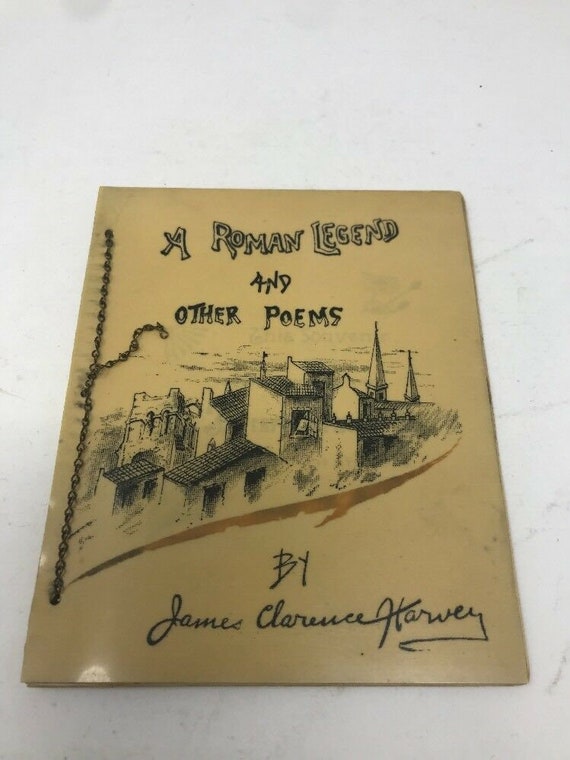 A ROMAN LEGEND
AND
OTHER POEMS
BY
James Clarence Harvey